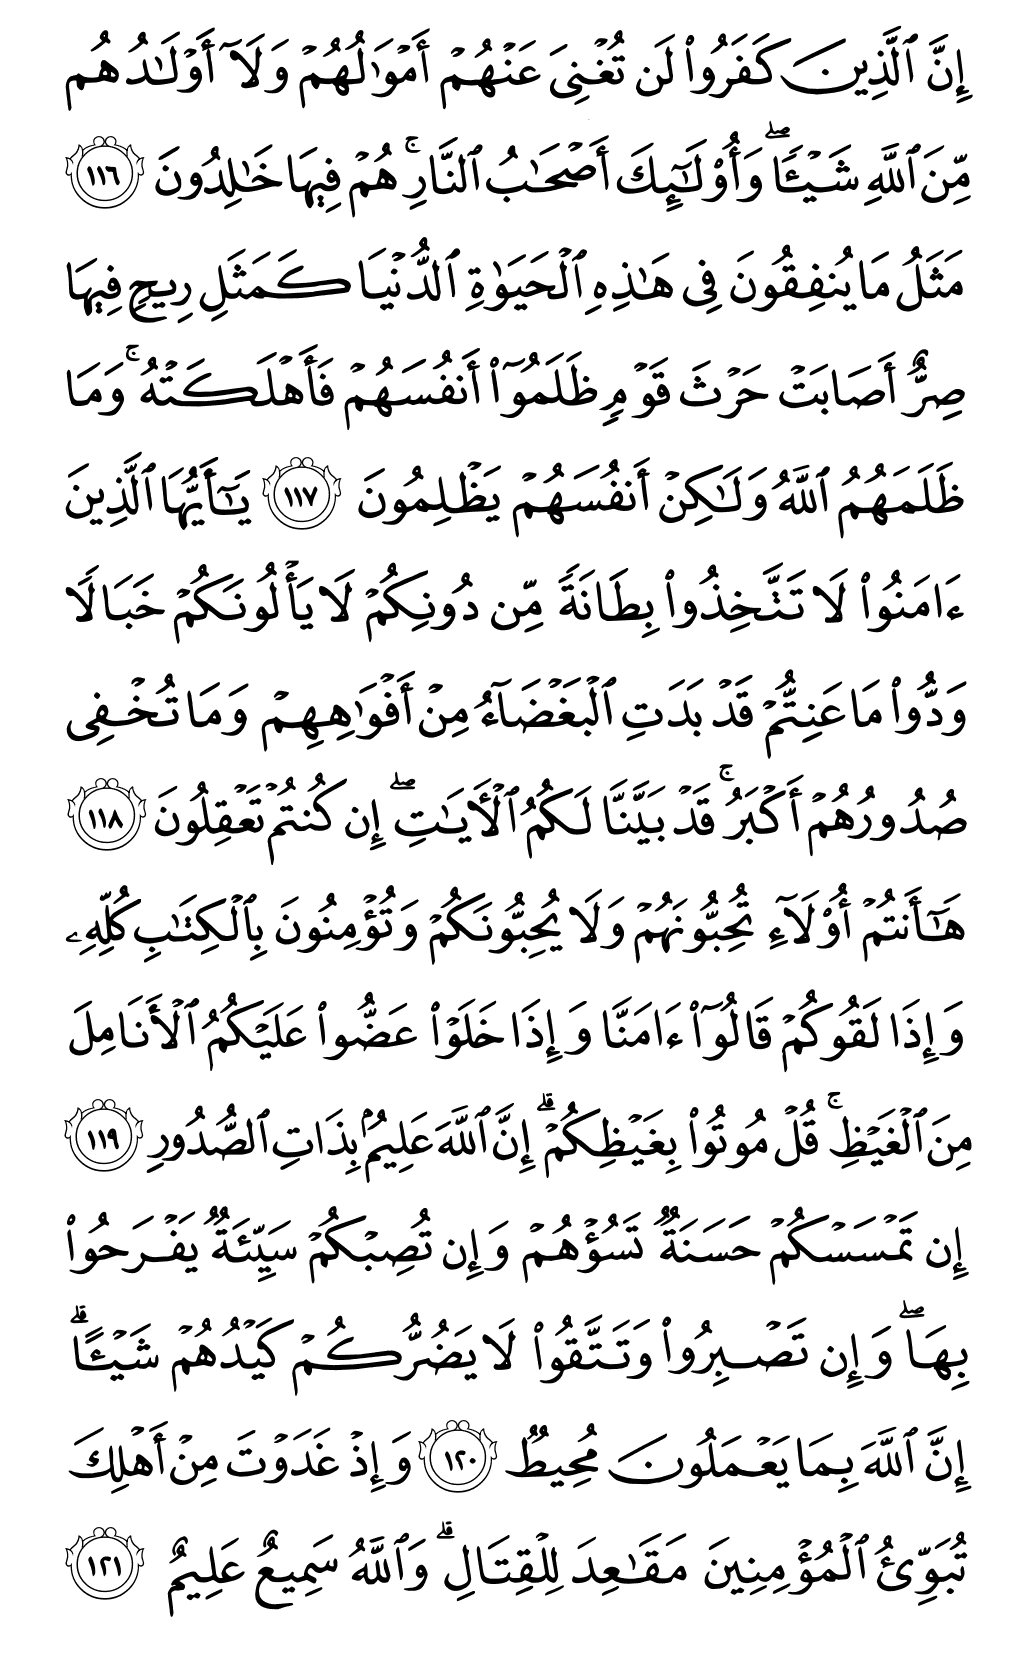 إِنَّ ٱلَّذِينَ كَفَرُوا۟ لَن تُغْنِىَ عَنْهُمْ أَمْوَٰلُهُمْ وَلَآ أَوْلَـٰدُهُم
مِّنَ ٱللَّهِ شَيْـًٔا ۖ وَأُو۟لَـٰٓئِكَ أَصْحَـٰبُ ٱلنَّارِ ۚ هُمْ فِيهَا خَـٰلِدُونَ ١١٦
مَثَلُ مَا يُنفِقُونَ فِى هَـٰذِهِ ٱلْحَيَوٰةِ ٱلدُّنْيَا كَمَثَلِ رِيحٍ فِيهَا
صِرٌّ أَصَابَتْ حَرْثَ قَوْمٍ ظَلَمُوٓا۟ أَنفُسَهُمْ فَأَهْلَكَتْهُ ۚ وَمَا
ظَلَمَهُمُ ٱللَّهُ وَلَـٰكِنْ أَنفُسَهُمْ يَظْلِمُونَ ١١٧ يَـٰٓأَيُّهَا ٱلَّذِينَ
ءَامَنُوا۟ لَا تَتَّخِذُوا۟ بِطَانَةً مِّن دُونِكُمْ لَا يَأْلُونَكُمْ خَبَالًا
وَدُّوا۟ مَا عَنِتُّمْ قَدْ بَدَتِ ٱلْبَغْضَآءُ مِنْ أَفْوَٰهِهِمْ وَمَا تُخْفِى
صُدُورُهُمْ أَكْبَرُ ۚ قَدْ بَيَّنَّا لَكُمُ ٱلْـَٔايَـٰتِ ۖ إِن كُنتُمْ تَعْقِلُونَ ١١٨
هَـٰٓأَنتُمْ أُو۟لَآءِ تُحِبُّونَهُمْ وَلَا يُحِبُّونَكُمْ وَتُؤْمِنُونَ بِٱلْكِتَـٰبِ كُلِّهِۦ
وَإِذَا لَقُوكُمْ قَالُوٓا۟ ءَامَنَّا وَإِذَا خَلَوْا۟ عَضُّوا۟ عَلَيْكُمُ ٱلْأَنَامِلَ
مِنَ ٱلْغَيْظِ ۚ قُلْ مُوتُوا۟ بِغَيْظِكُمْ ۗ إِنَّ ٱللَّهَ عَلِيمٌۢ بِذَاتِ ٱلصُّدُورِ ١١٩
إِن تَمْسَسْكُمْ حَسَنَةٌ تَسُؤْهُمْ وَإِن تُصِبْكُمْ سَيِّئَةٌ يَفْرَحُوا۟
بِهَا ۖ وَإِن تَصْبِرُوا۟ وَتَتَّقُوا۟ لَا يَضُرُّكُمْ كَيْدُهُمْ شَيْـًٔا ۗ
إِنَّ ٱللَّهَ بِمَا يَعْمَلُونَ مُحِيطٌ ١٢٠ وَإِذْ غَدَوْتَ مِنْ أَهْلِكَ
تُبَوِّئُ ٱلْمُؤْمِنِينَ مَقَـٰعِدَ لِلْقِتَالِ ۗ وَٱللَّهُ سَمِيعٌ عَلِيمٌ ١٢١